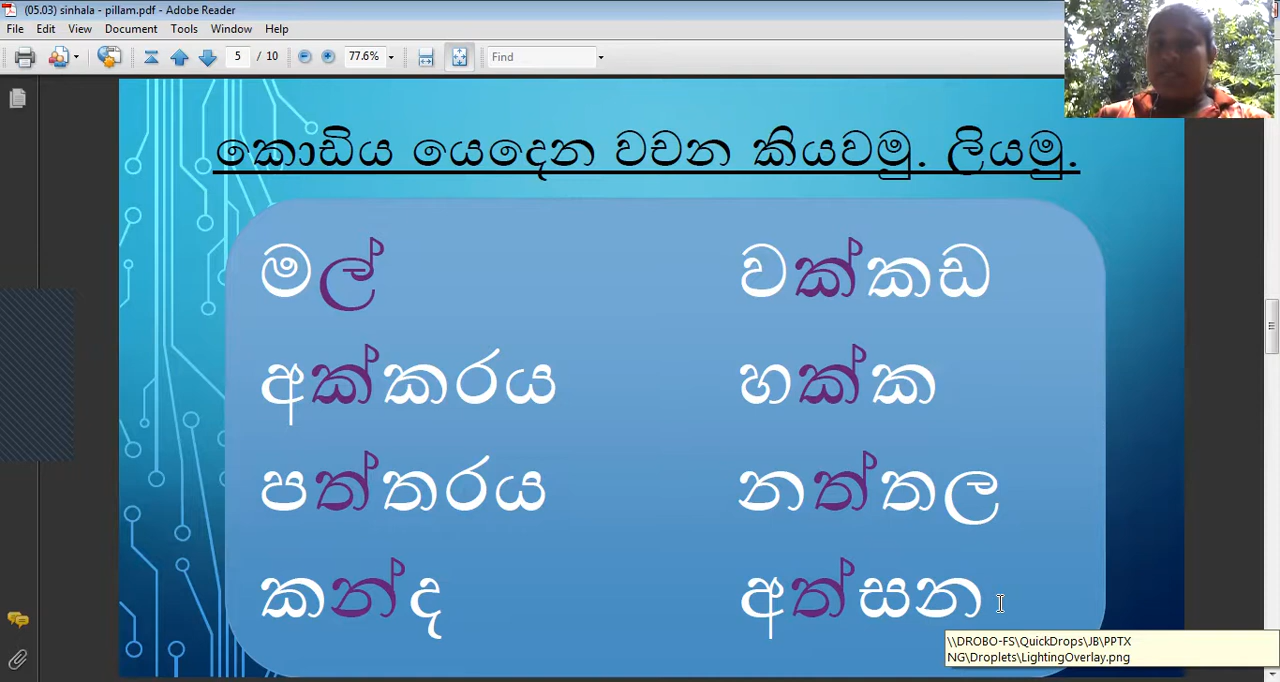 (05.03) sinhala - pillam.pdf - Adobe Reader
File Edit View Document Tools Window Help
5 / 10 77.6% Find
කොඩිය යෙදෙන වචන කියවමු. ලියමු.
මල් වක්කඩ
අක්කරය හක්ක
පත්තරය නත්තල
කන්ද අත්සන
\\DROBO-FS\QuickDrops\JB\PPTX
NG\Droplets\LightingOverlay.png